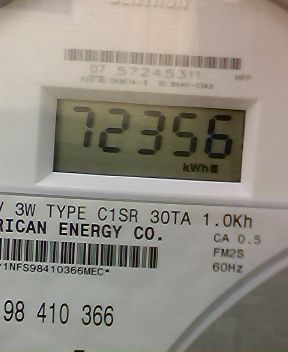 07 57245311
72356
kWh
3W TYPE C1SR 30TA 1.0Kh
RICAN ENERGY CO.
CA 0.5
FM2S
60Hz
1NFS98410366MEC*
98 410 366